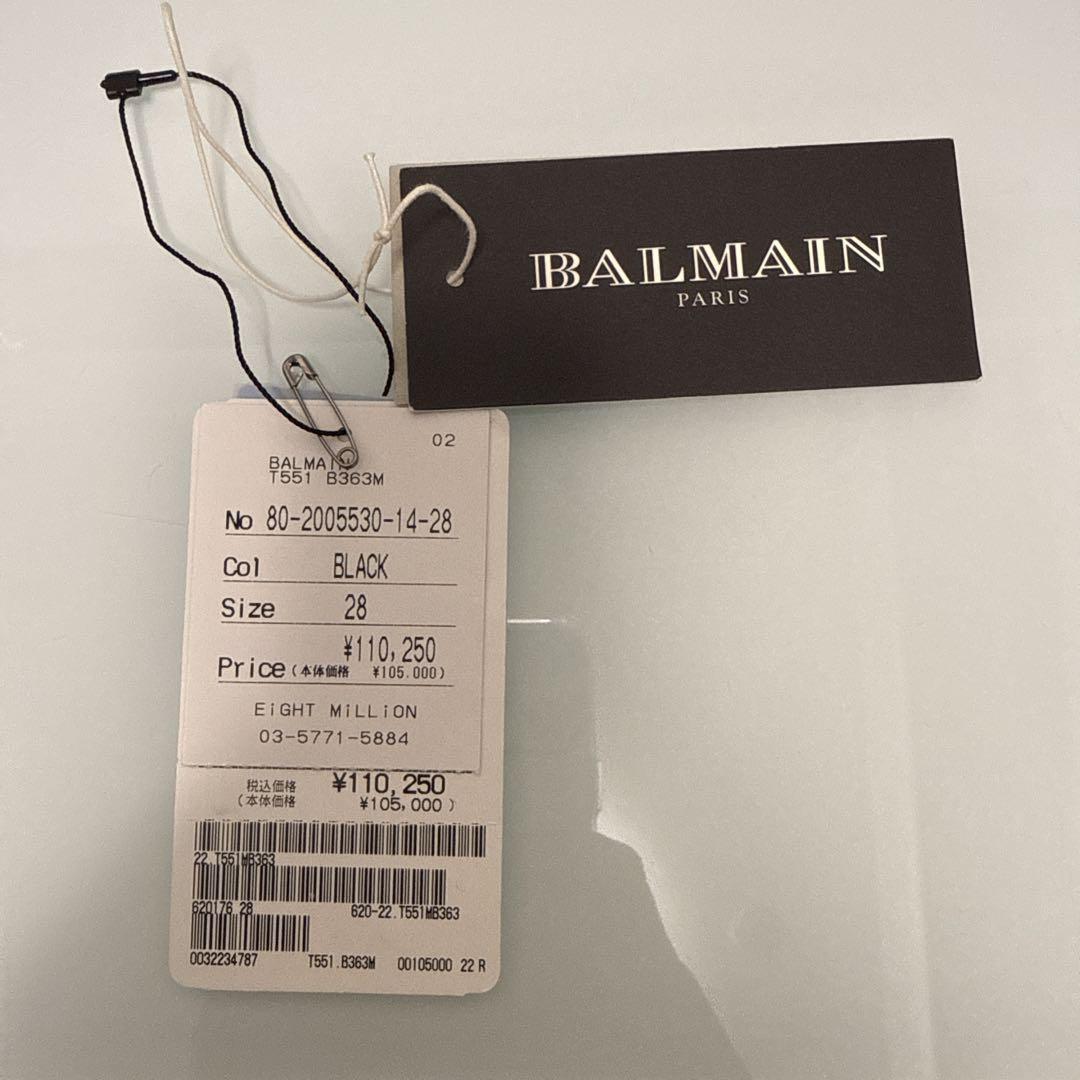 BALMAIN
PARIS
02
BALMAIN
T551 B363M
No 80-2005530-14-28
Col BLACK
Size 28
¥110,250
Price (本体価格 ¥105.000)
EiGHT MiLLiON
03-5771-5884
税込価格 ¥110,250
(本体価格 ¥105,000 )
22.T551MB363
620176 28 620-22.T551MB363
0032234787 T551.B363M 00105000 22 R